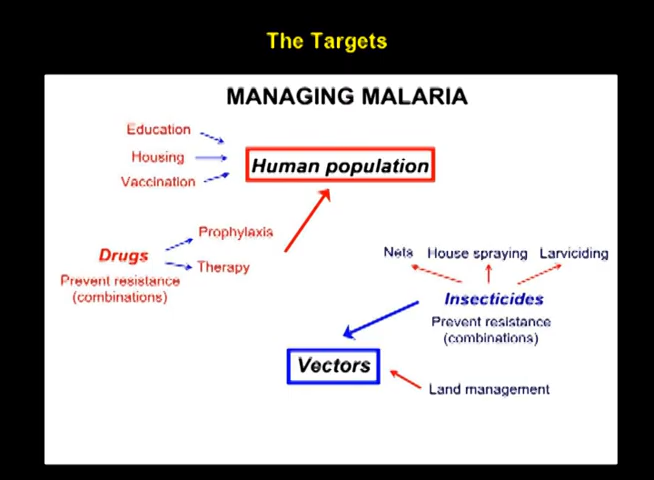 The Targets
MANAGING MALARIA
Education
Housing
Vaccination
Human population
Prophylaxis
Drugs
Therapy
Prevent resistance
(combinations)
Nets House spraying Larviciding
Insecticides
Prevent resistance
(combinations)
Vectors
Land management